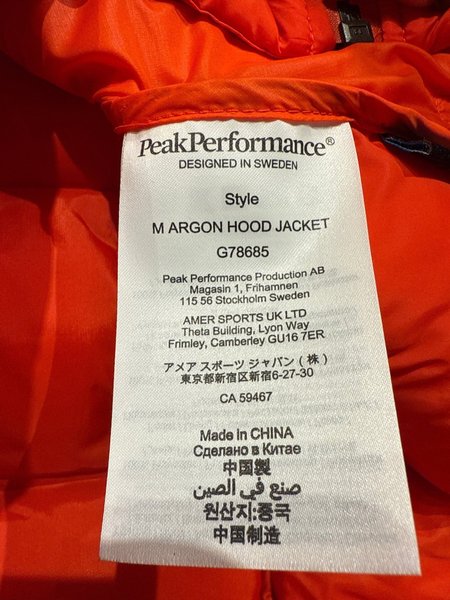 PeakPerformance®
DESIGNED IN SWEDEN
Style
M ARGON HOOD JACKET
G78685
Peak Performance Production AB
Magasin 1, Frihamnen
115 56 Stockholm Sweden
AMER SPORTS UK LTD
Theta Building, Lyon Way
Frimley, Camberley GU16 7ER
アメア スポーツ ジャパン (株)
東京都新宿区新宿6-27-30
CA 59467
Made in CHINA
Сделано в Китае
中国製
صنع في الصين
원산지:중국
中国制造